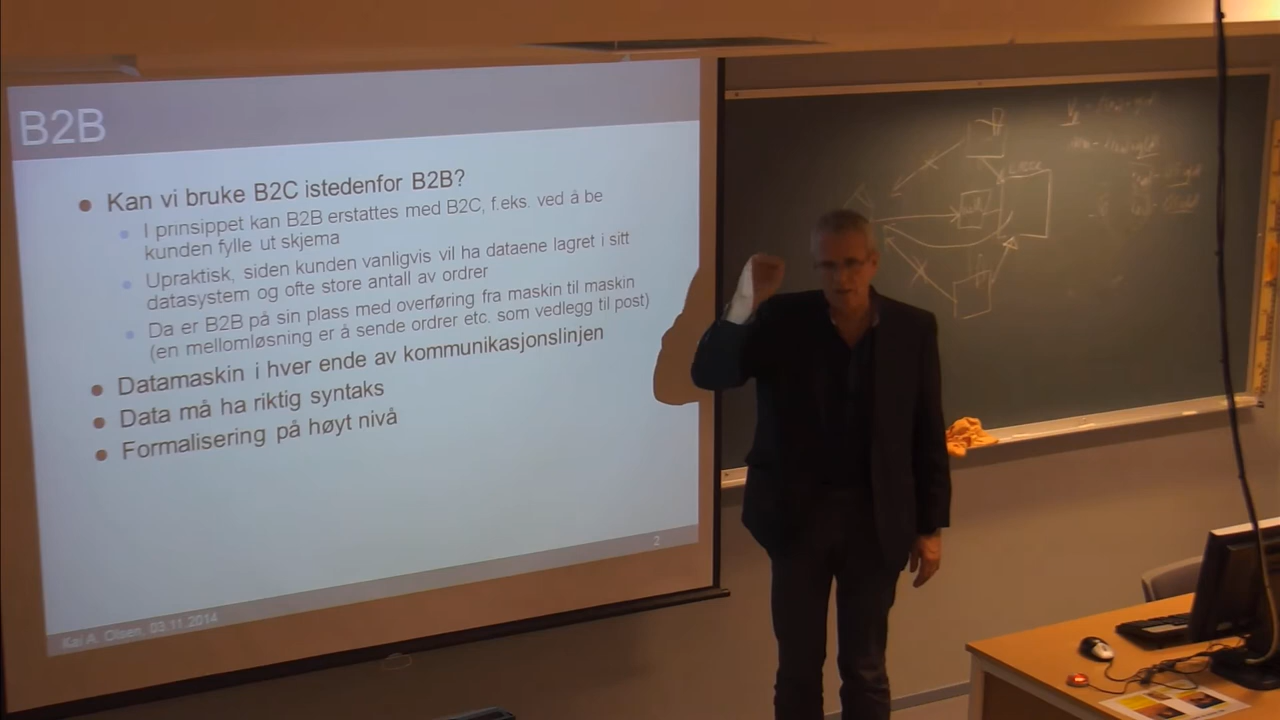 B2B
Kan vi bruke B2C istedenfor B2B?
I prinsippet kan B2B erstattes med B2C, f.eks. ved å be
kunden fylle ut skjema
Upraktisk, siden kunden vanligvis vil ha dataene lagret i sitt
datasystem og ofte store antall av ordrer
Da er B2B på sin plass med overføring fra maskin til maskin
(en mellomløsning er å sende ordrer etc. som vedlegg til post)
Datamaskin i hver ende av kommunikasjonslinjen
Data må ha riktig syntaks
Formalisering på høyt nivå
2
Kai A. Olsen, 03.11.2014